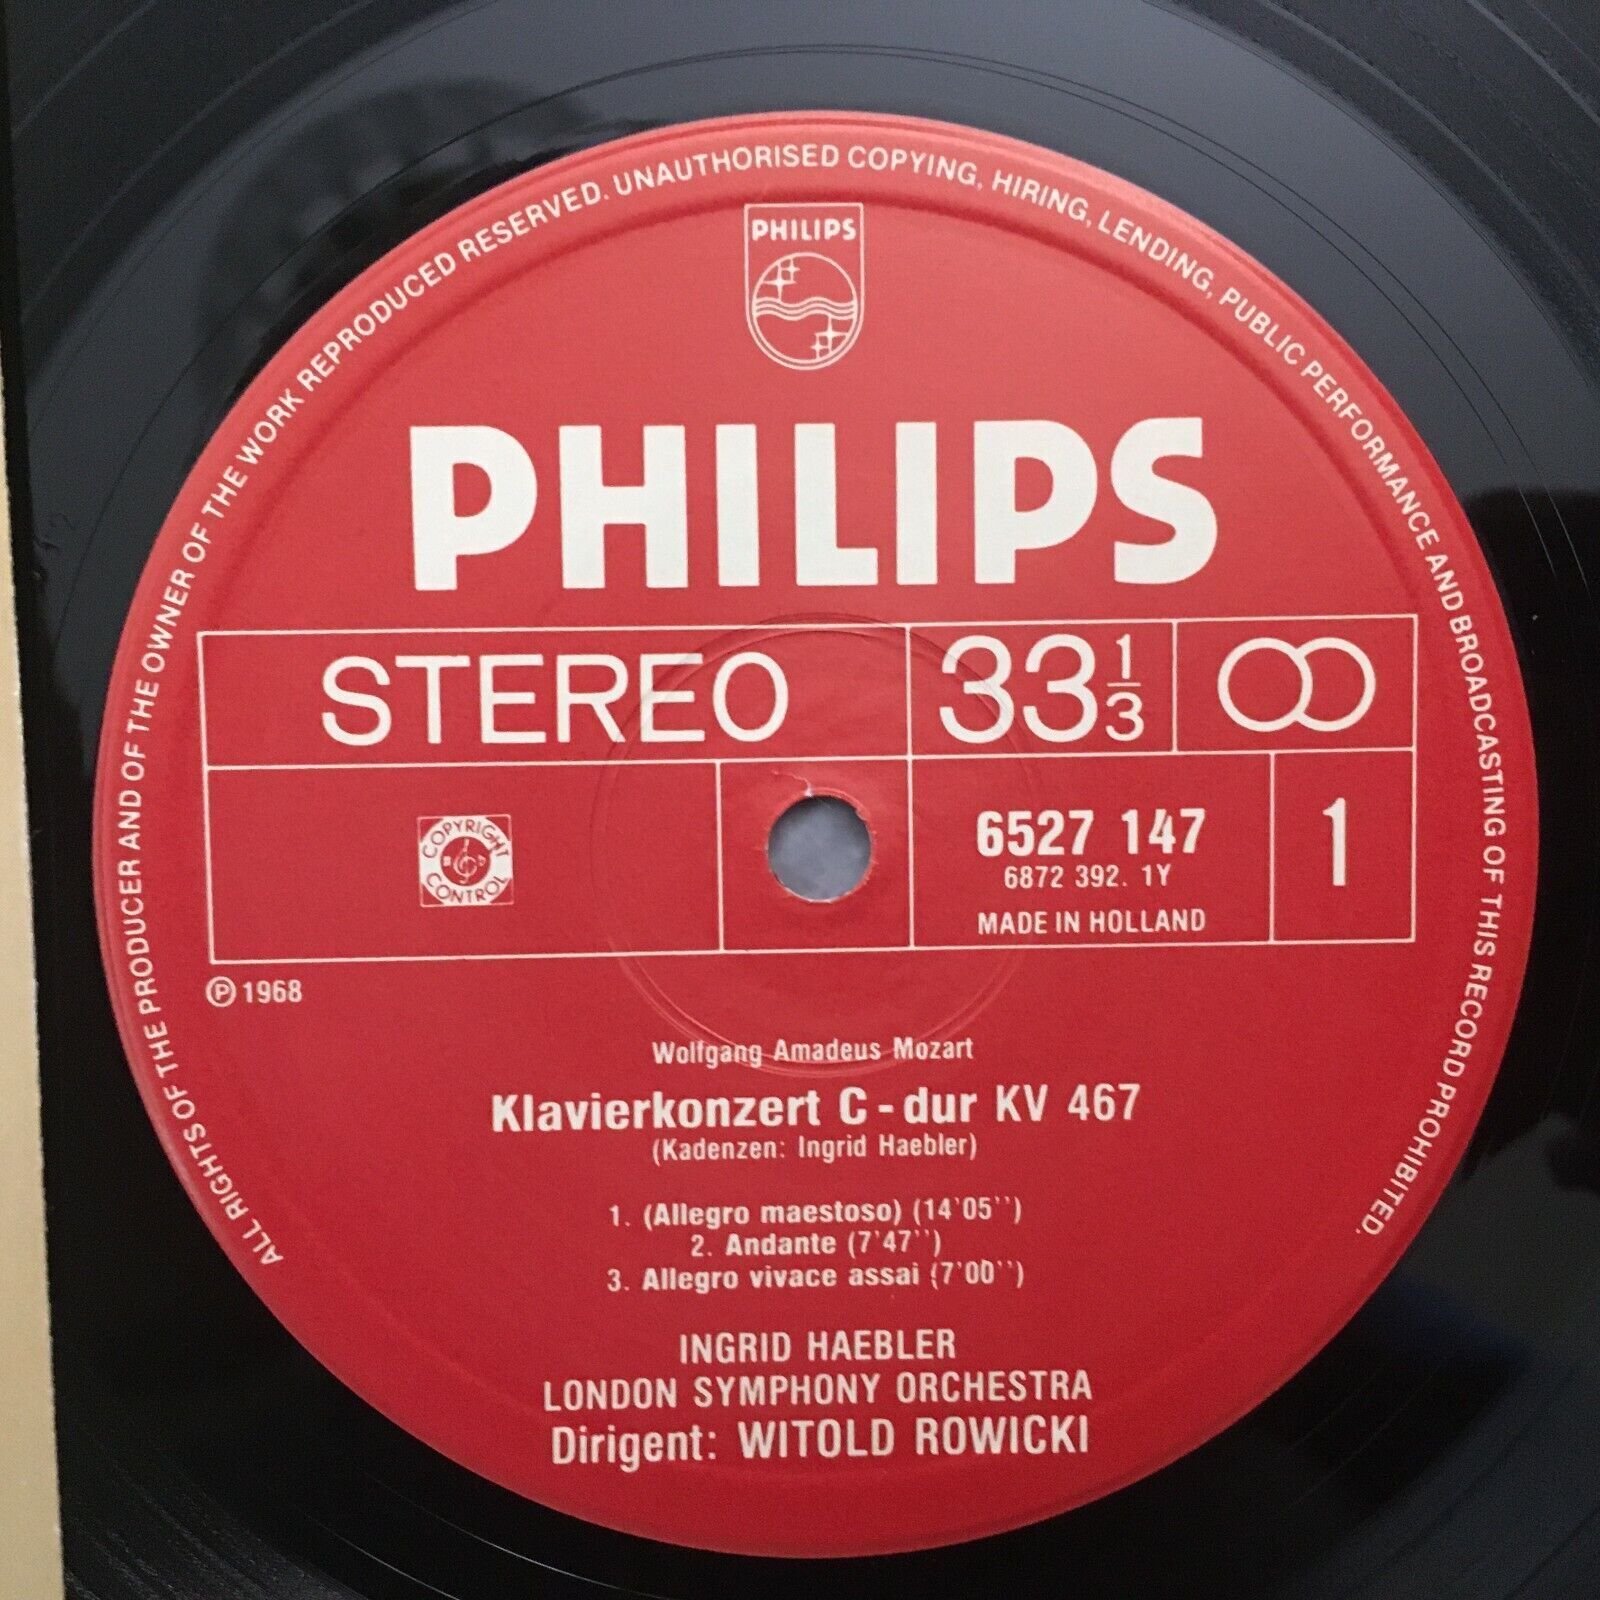 ALL RIGHTS OF THE PRODUCER AND OF THE OWNER OF THE WORK REPRODUCED RESERVED. UNAUTHORISED COPYING, HIRING, LENDING, PUBLIC PERFORMANCE AND BROADCASTING OF THIS RECORD PROHIBITED.
PHILIPS
PHILIPS
STEREO 33 1/3
COPYRIGHT CONTROL
6527 147 1
6872 392. 1Y
MADE IN HOLLAND
℗ 1968
Wolfgang Amadeus Mozart
Klavierkonzert C-dur KV 467
(Kadenzen: Ingrid Haebler)
1. (Allegro maestoso) (14'05'')
2. Andante (7'47'')
3. Allegro vivace assai (7'00'')
INGRID HAEBLER
LONDON SYMPHONY ORCHESTRA
Dirigent: WITOLD ROWICKI